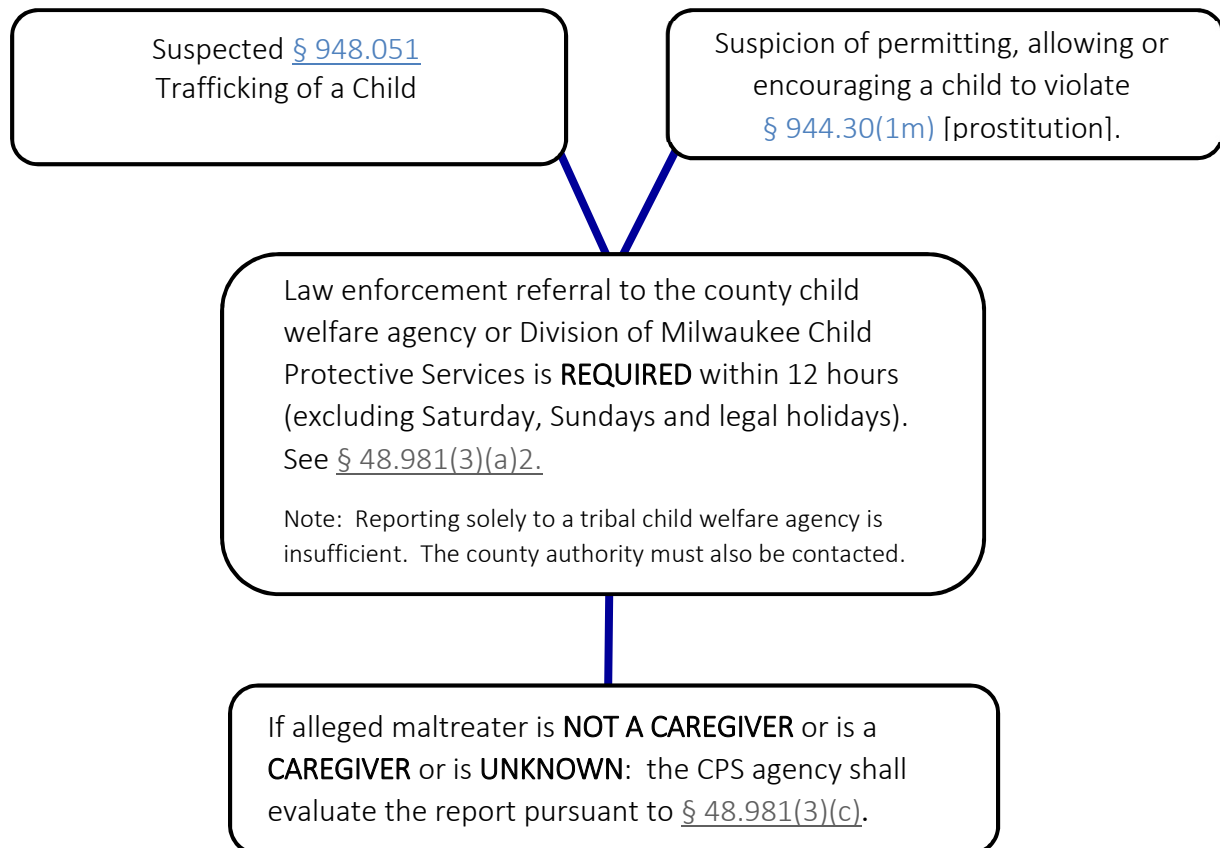 Suspected § 948.051
Trafficking of a Child
Suspicion of permitting, allowing or
encouraging a child to violate
§ 944.30(1m) [prostitution].
Law enforcement referral to the county child
welfare agency or Division of Milwaukee Child
Protective Services is REQUIRED within 12 hours
(excluding Saturday, Sundays and legal holidays).
See § 48.981(3)(a)2.
Note:  Reporting solely to a tribal child welfare agency is
insufficient.  The county authority must also be contacted.
If alleged maltreater is NOT A CAREGIVER or is a
CAREGIVER or is UNKNOWN:  the CPS agency shall
evaluate the report pursuant to § 48.981(3)(c).